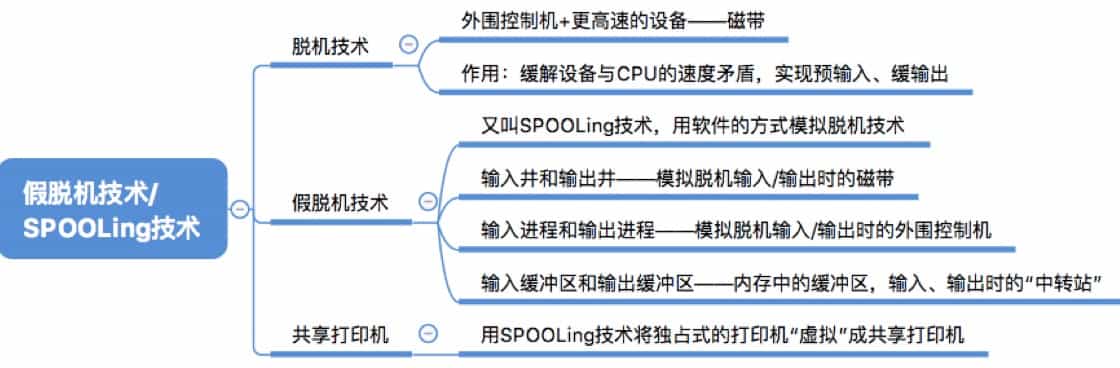 外围控制机+更高速的设备——磁带
脱机技术
作用：缓解设备与CPU的速度矛盾，实现预输入、缓输出
又叫SPOOLing技术，用软件的方式模拟脱机技术
输入井和输出井——模拟脱机输入/输出时的磁带
假脱机技术/
SPOOLing技术
假脱机技术
输入进程和输出进程——模拟脱机输入/输出时的外围控制机
输入缓冲区和输出缓冲区——内存中的缓冲区，输入、输出时的“中转站”
共享打印机
用SPOOLing技术将独占式的打印机“虚拟”成共享打印机